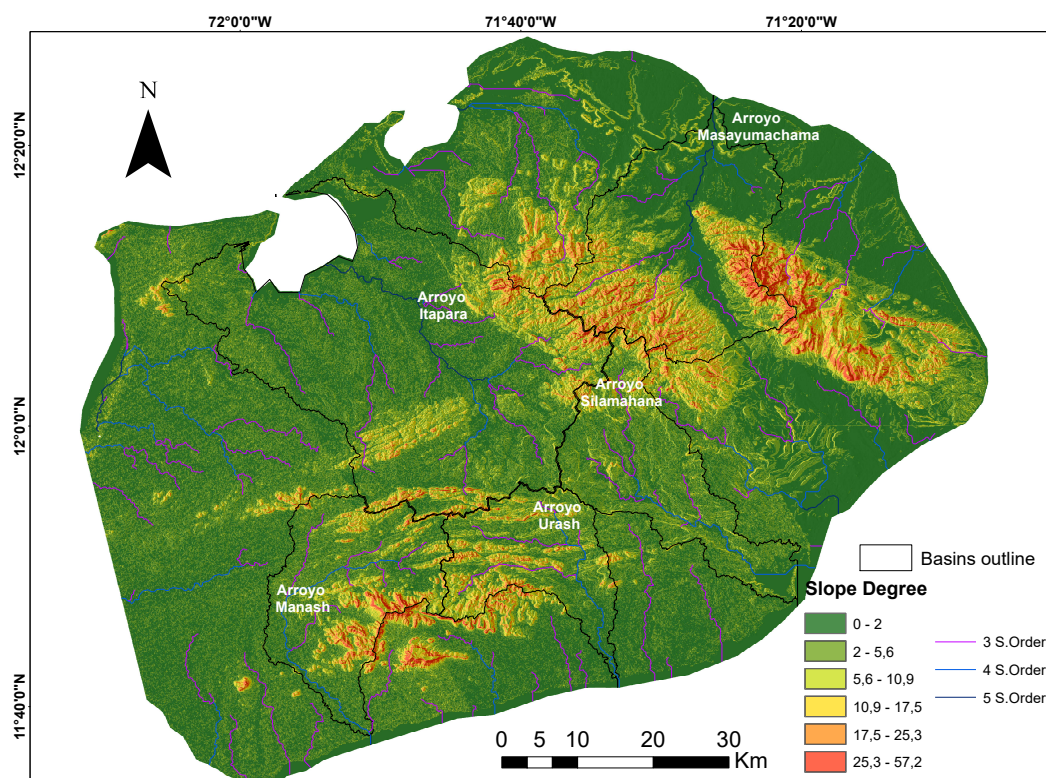 72°0'0"W
71°40'0"W
71°20'0"W
N
12°20'0"N
12°0'0"N
11°40'0"N
Arroyo
Masayumachama
Arroyo
Itapara
Arroyo
Silamahana
Arroyo
Urash
Arroyo
Manash
Basins outline
Slope Degree
0 - 2
2 - 5,6
5,6 - 10,9
10,9 - 17,5
17,5 - 25,3
25,3 - 57,2
3 S.Order
4 S.Order
5 S.Order
0 5 10 20 30
Km